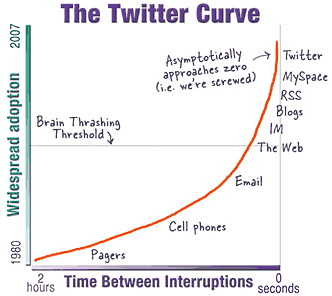 The Twitter Curve
2007
Widespread adoption
1980
Asymptotically
approaches zero
(i.e. we're screwed)
Brain Thrashing
Threshold
Twitter
MySpace
RSS
Blogs
IM
The Web
Email
Cell phones
Pagers
2
hours
Time Between Interruptions
0
seconds